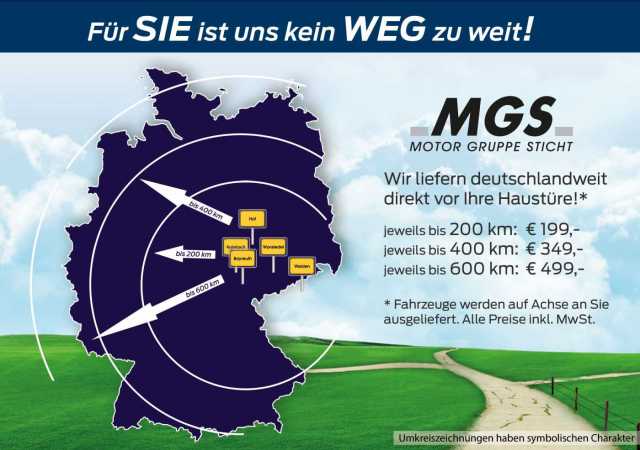 Für SIE ist uns kein WEG zu weit!
MGS
MOTOR GRUPPE STICHT
Wir liefern deutschlandweit
direkt vor Ihre Haustüre!*
jeweils bis 200 km: € 199,-
jeweils bis 400 km: € 349,-
jeweils bis 600 km: € 499,-
* Fahrzeuge werden auf Achse an Sie
ausgeliefert. Alle Preise inkl. MwSt.
bis 400 km
Hof
Kulmbach
Wunsiedel
bis 200 km
Bayreuth
Weiden
bis 600 km
Umkreiszeichnungen haben symbolischen Charakter